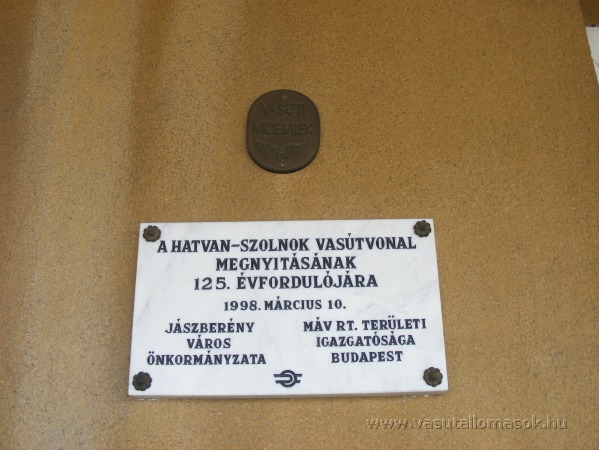 VASÚTI
MŰEMLÉK
A HATVAN-SZOLNOK VASÚTVONAL
MEGNYITÁSÁNAK
125. ÉVFORDULÓJÁRA
1998. MÁRCIUS 10.
JÁSZBERÉNY
VÁROS
ÖNKORMÁNYZATA
MÁV RT. TERÜLETI
IGAZGATÓSÁGA
BUDAPEST
www.vasutallomasok.hu